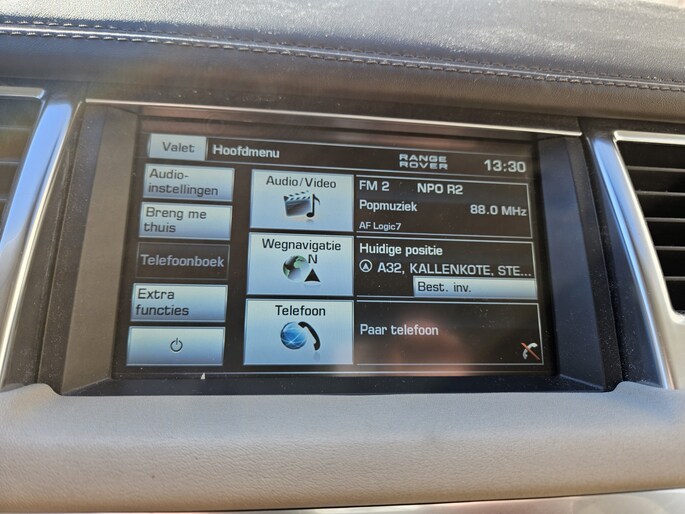 Valet
Hoofdmenu
RANGE
ROVER
13:30
Audio-
instellingen
Breng me
thuis
Telefoonboek
Extra
functies
Audio/Video
FM 2 NPO R2
Popmuziek 88.0 MHz
AF Logic7
Wegnavigatie
N
Huidige positie
A32, KALLENKOTE, STE...
Best. inv.
Telefoon
Paar telefoon